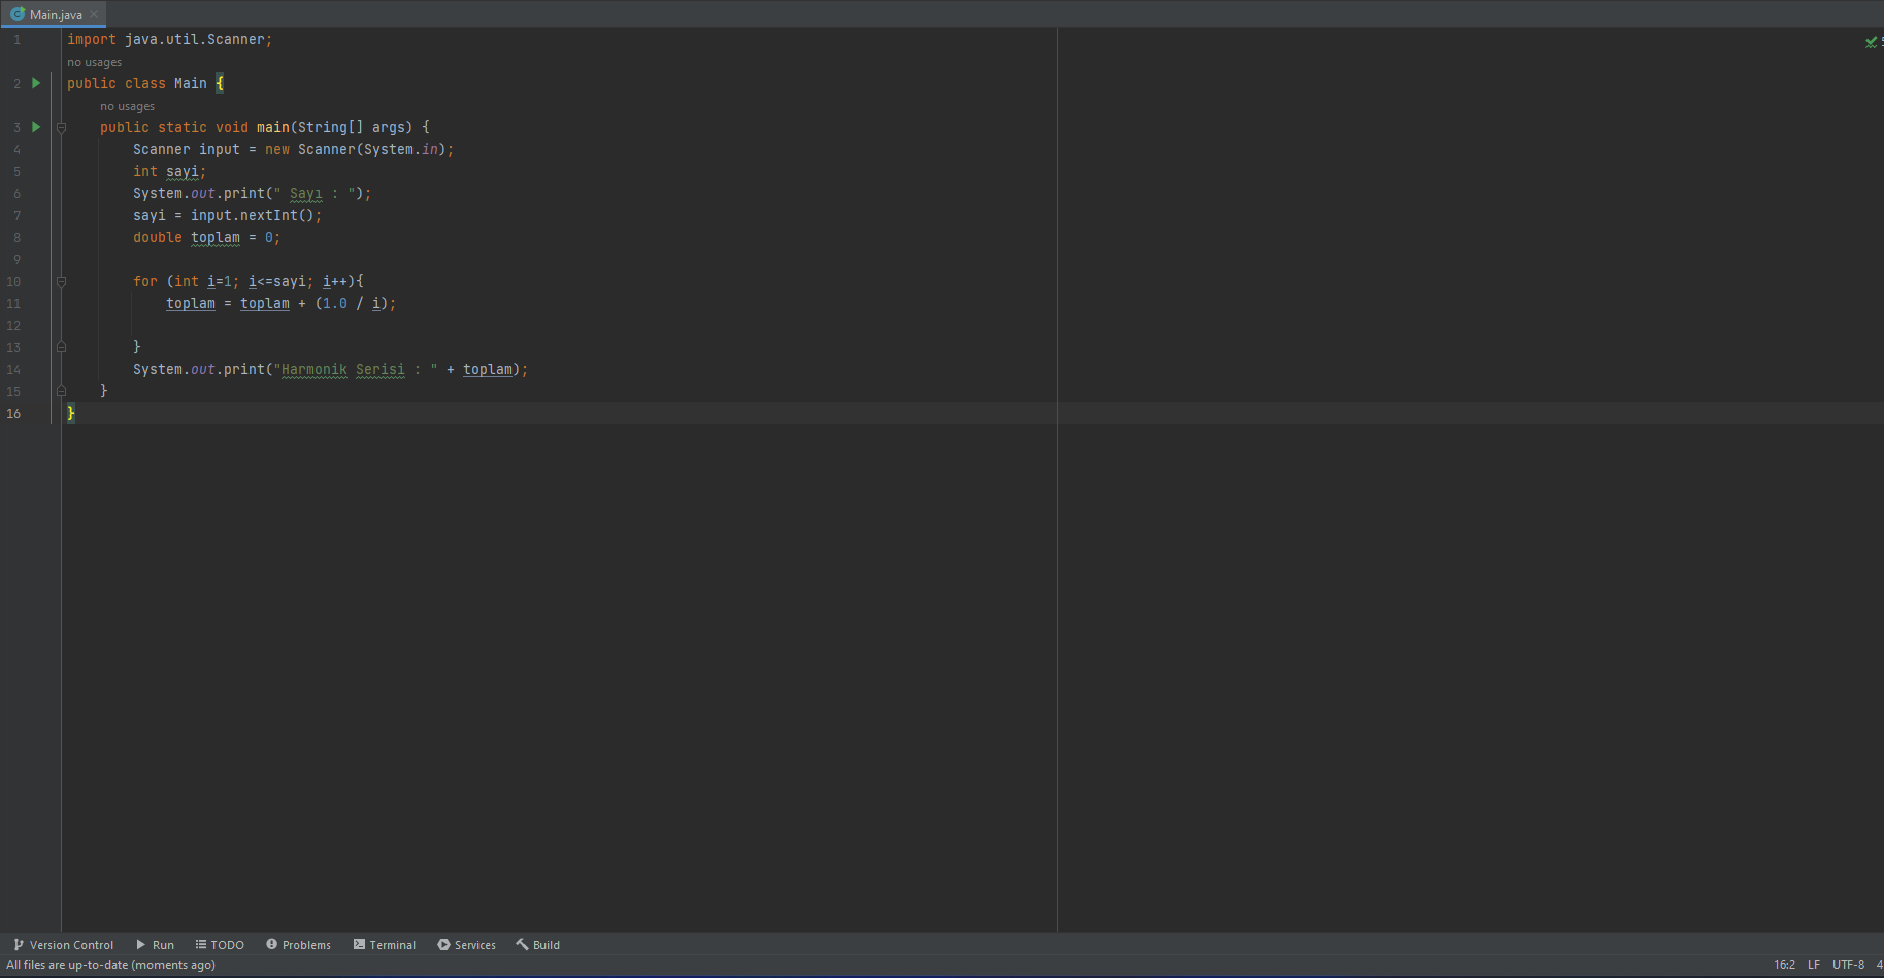 Main.java
1 import java.util.Scanner;
no usages
2 public class Main {
no usages
3 public static void main(String[] args) {
4 Scanner input = new Scanner(System.in);
5 int sayi;
6 System.out.print(" Sayı : ");
7 sayi = input.nextInt();
8 double toplam = 0;
9
10 for (int i=1; i<=sayi; i++){
11 toplam = toplam + (1.0 / i);
12
13 }
14 System.out.print("Harmonik Serisi : " + toplam);
15 }
16 }
Version Control Run TODO Problems Terminal Services Build
All files are up-to-date (moments ago) 16:2 LF UTF-8 4